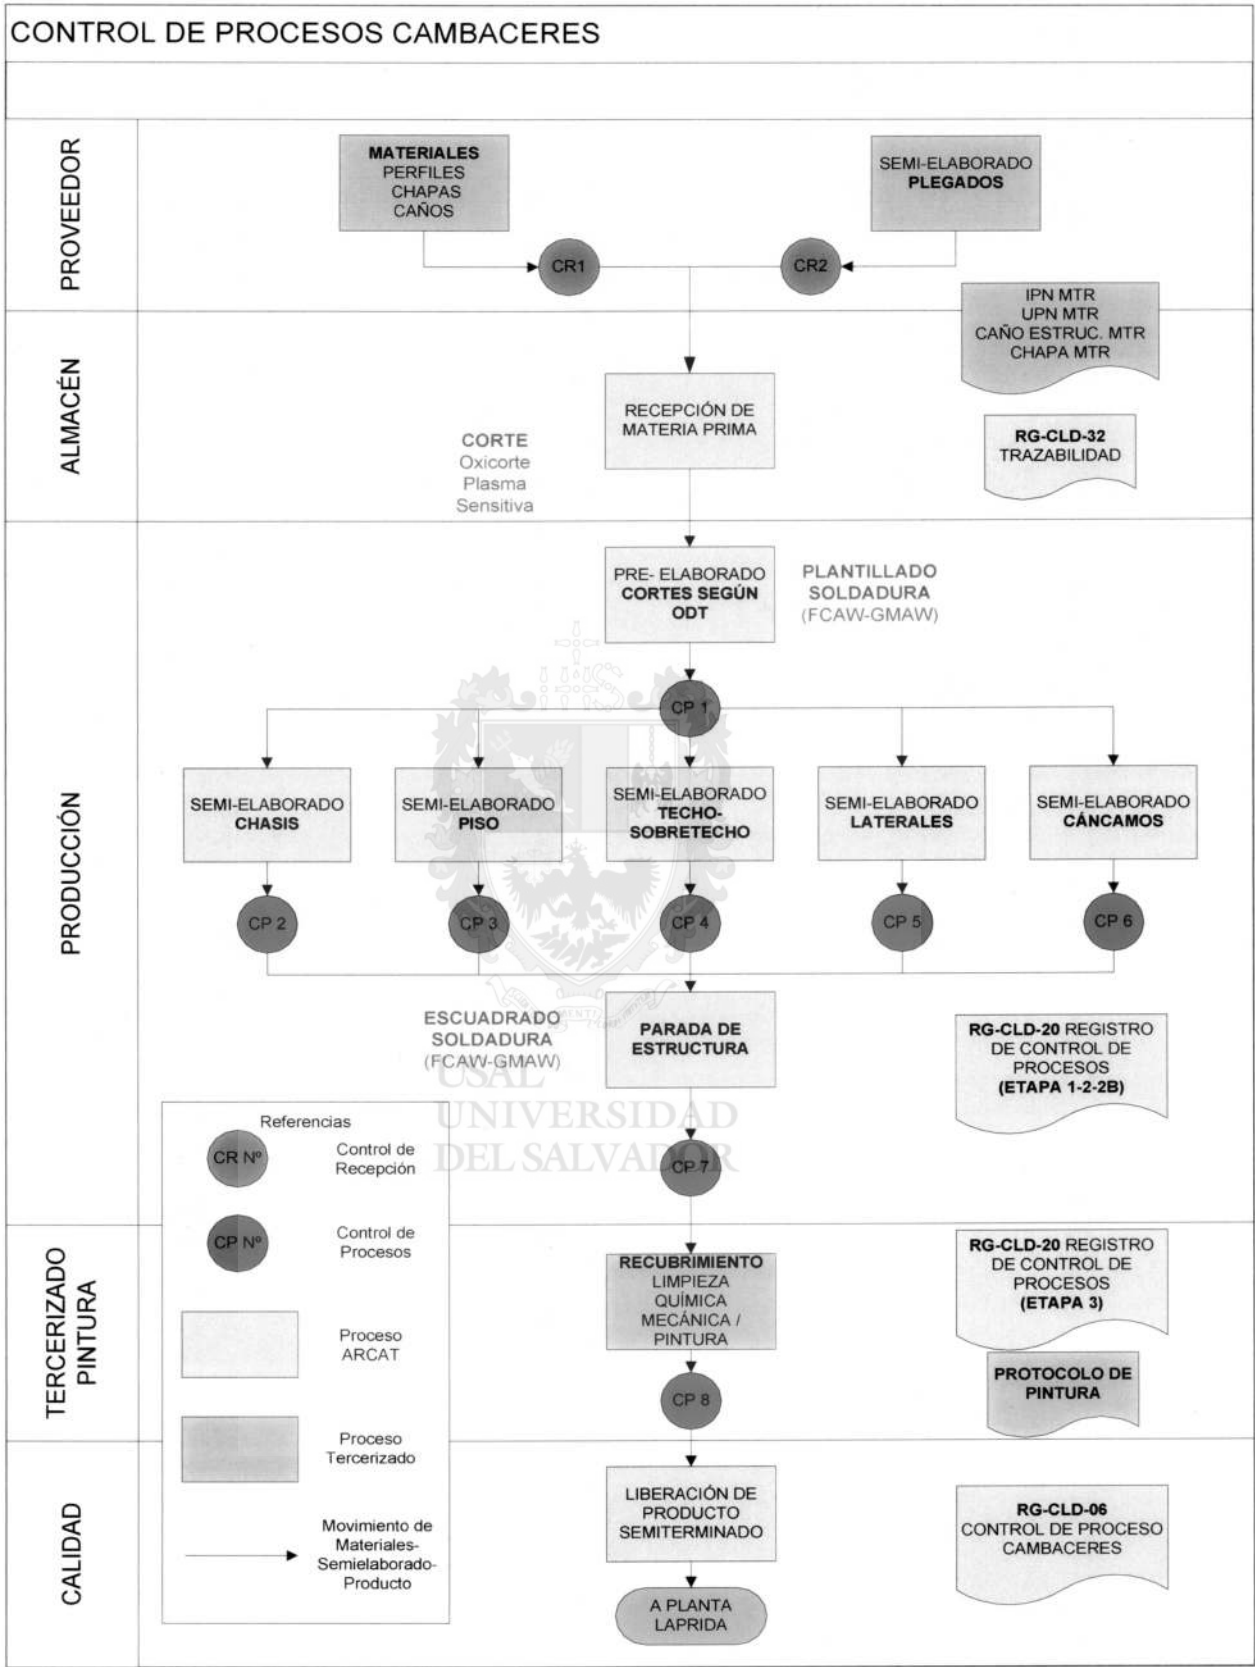 CONTROL DE PROCESOS CAMBACERES
PROVEEDOR
MATERIALES
PERFILES
CHAPAS
CAÑOS
SEMI-ELABORADO
PLEGADOS
CR1
CR2
IPN MTR
UPN MTR
CAÑO ESTRUC. MTR
CHAPA MTR
ALMACÉN
RECEPCIÓN DE
MATERIA PRIMA
CORTE
Oxicorte
Plasma
Sensitiva
RG-CLD-32
TRAZABILIDAD
PRODUCCIÓN
PRE- ELABORADO
CORTES SEGÚN
ODT
PLANTILLADO
SOLDADURA
(FCAW-GMAW)
CP 1
SEMI-ELABORADO
CHASIS
SEMI-ELABORADO
PISO
SEMI-ELABORADO
TECHO-
SOBRETECHO
SEMI-ELABORADO
LATERALES
SEMI-ELABORADO
CÁNCAMOS
CP 2
CP 3
CP 4
CP 5
CP 6
ESCUADRADO
SOLDADURA
(FCAW-GMAW)
PARADA DE
ESTRUCTURA
RG-CLD-20 REGISTRO
DE CONTROL DE
PROCESOS
(ETAPA 1-2-2B)
USAL
UNIVERSIDAD
DEL SALVADOR
CP 7
Referencias
CR Nº
Control de
Recepción
CP Nº
Control de
Procesos
Proceso
ARCAT
Proceso
Tercerizado
Movimiento de
Materiales-
Semielaborado-
Producto
TERCERIZADO
PINTURA
RECUBRIMIENTO
LIMPIEZA
QUÍMICA
MECÁNICA /
PINTURA
RG-CLD-20 REGISTRO
DE CONTROL DE
PROCESOS
(ETAPA 3)
PROTOCOLO DE
PINTURA
CP 8
CALIDAD
LIBERACIÓN DE
PRODUCTO
SEMITERMINADO
RG-CLD-06
CONTROL DE PROCESO
CAMBACERES
A PLANTA
LAPRIDA